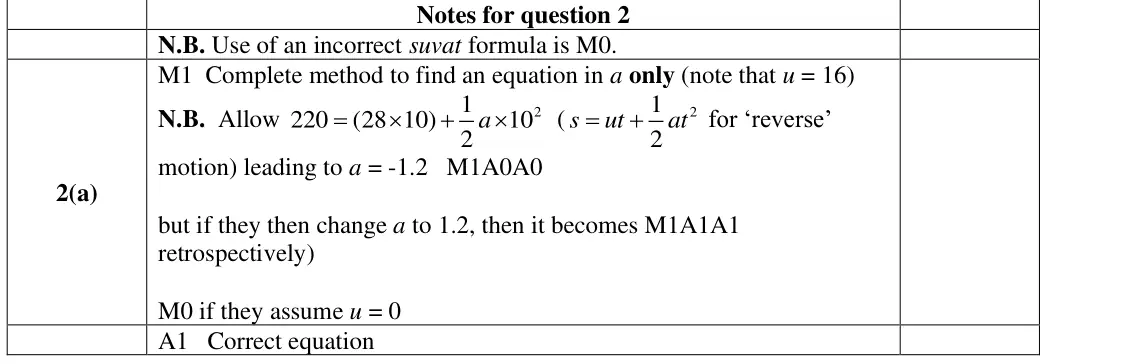 Notes for question 2
N.B. Use of an incorrect suvat formula is M0.
M1 Complete method to find an equation in a only (note that u = 16)
N.B. Allow 220 = (28×10) + 1/2 a×10² ( s = ut + 1/2 at² for ‘reverse’
motion) leading to a = -1.2 M1A0A0
2(a)
but if they then change a to 1.2, then it becomes M1A1A1
retrospectively)
M0 if they assume u = 0
A1 Correct equation